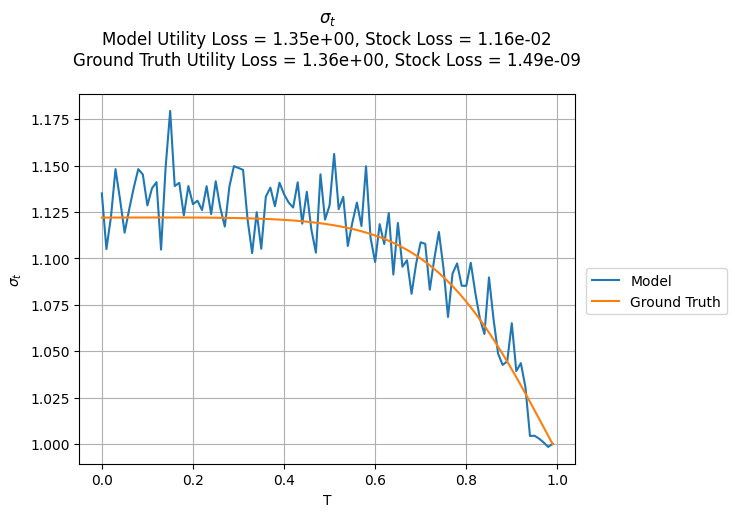 σt
Model Utility Loss = 1.35e+00, Stock Loss = 1.16e-02
Ground Truth Utility Loss = 1.36e+00, Stock Loss = 1.49e-09
1.175
1.150
1.125
1.100
1.075
1.050
1.025
1.000
σt
0.0 0.2 0.4 0.6 0.8 1.0
T
Model
Ground Truth